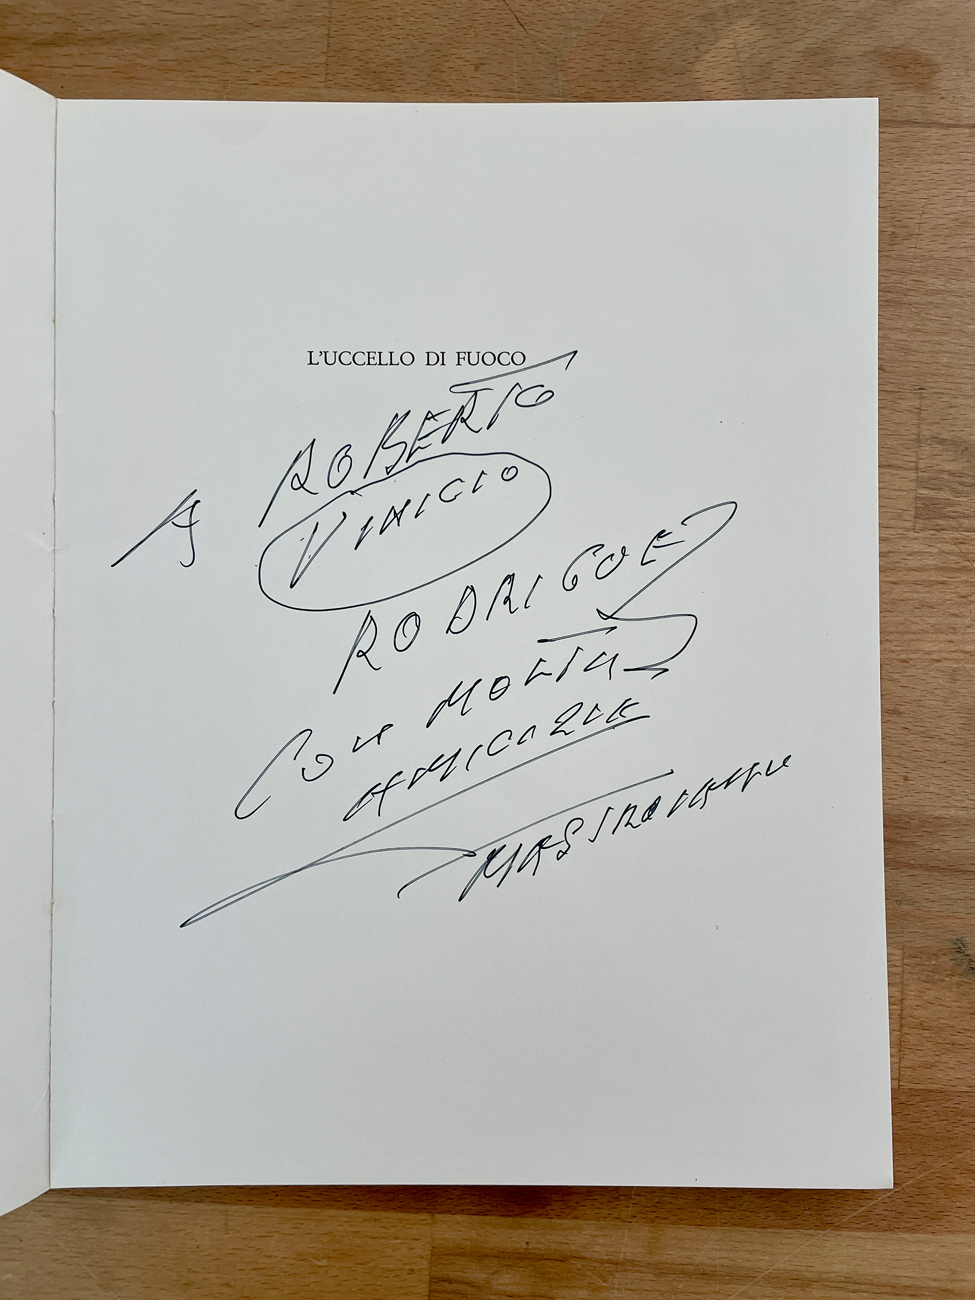 L'UCCELLO DI FUOCO
A ROBERTO
VINICIO
RODRIGUEZ
CON MOLTA
AMICIZIA
MASTROIANNI